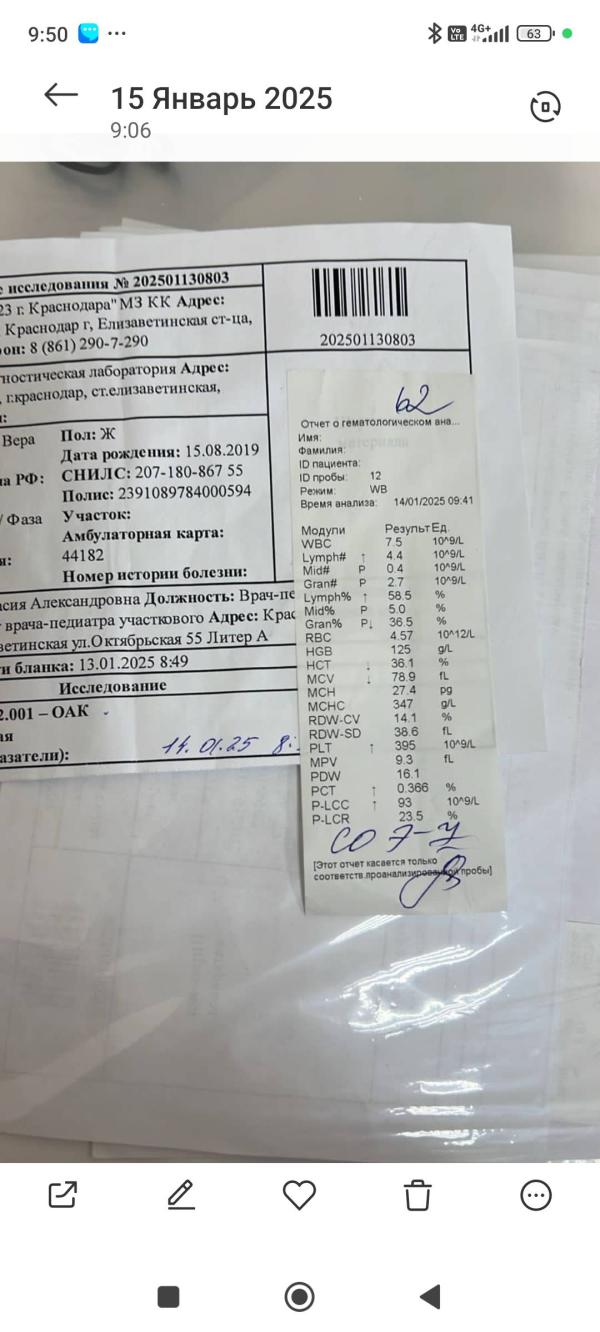 9:50
Vo LTE 4G+ 63
15 Январь 2025
9:06
е исследования № 202501130803
23 г. Краснодара" МЗ КК Адрес:
Краснодар г, Елизаветинская ст-ца,
он: 8 (861) 290-7-290
202501130803
ностическая лаборатория Адрес:
г.краснодар, ст.елизаветинская,
Вера Пол: Ж
Дата рождения: 15.08.2019
на РФ: СНИЛС: 207-180-867 55
Полис: 2391089784000594
/ Фаза Участок:
Амбулаторная карта:
44182
Номер истории болезни:
сия Александровна Должность: Врач-пе
врача-педиатра участкового Адрес: Крас
ветинская ул.Октябрьская 55 Литер А
и бланка: 13.01.2025 8:49
Исследование
2.001 – ОАК
ая
азатели):
14.01.25 8:
62
Отчет о гематологическом ана...
Имя:
Фамилия:
ID пациента:
ID пробы: 12
Режим: WB
Время анализа: 14/01/2025 09:41
Модули Результ Ед.
WBC 7.5 10^9/L
Lymph# ↑ 4.4 10^9/L
Mid# P 0.4 10^9/L
Gran# P 2.7 10^9/L
Lymph% ↑ 58.5 %
Mid% P 5.0 %
Gran% P↓ 36.5 %
RBC 4.57 10^12/L
HGB 125 g/L
HCT ↓ 36.1 %
MCV ↓ 78.9 fL
MCH 27.4 pg
MCHC 347 g/L
RDW-CV 14.1 %
RDW-SD 38.6 fL
PLT ↑ 395 10^9/L
MPV 9.3 fL
PDW 16.1
PCT ↑ 0.366 %
P-LCC ↑ 93 10^9/L
P-LCR 23.5 %
СОЭ-7
[Этот отчет касается только
соответств.проанализированной пробы]